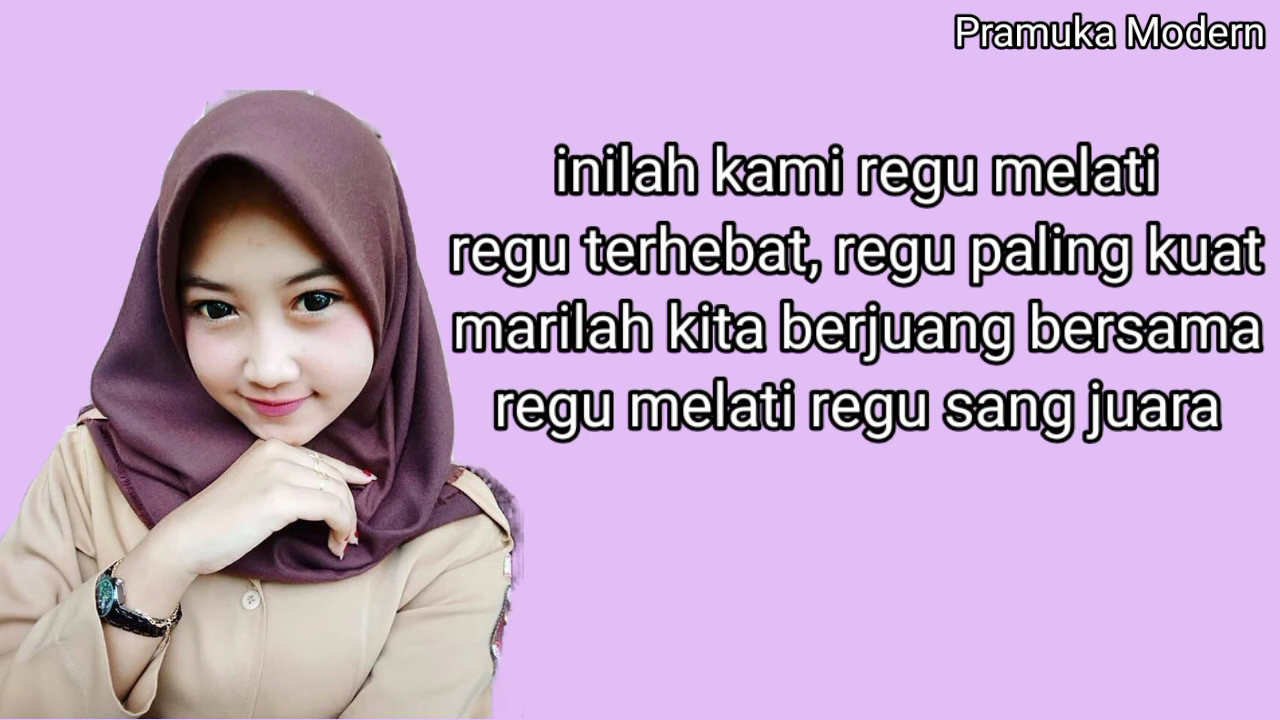 Pramuka Modern
inilah kami regu melati
regu terhebat, regu paling kuat
marilah kita berjuang bersama
regu melati regu sang juara